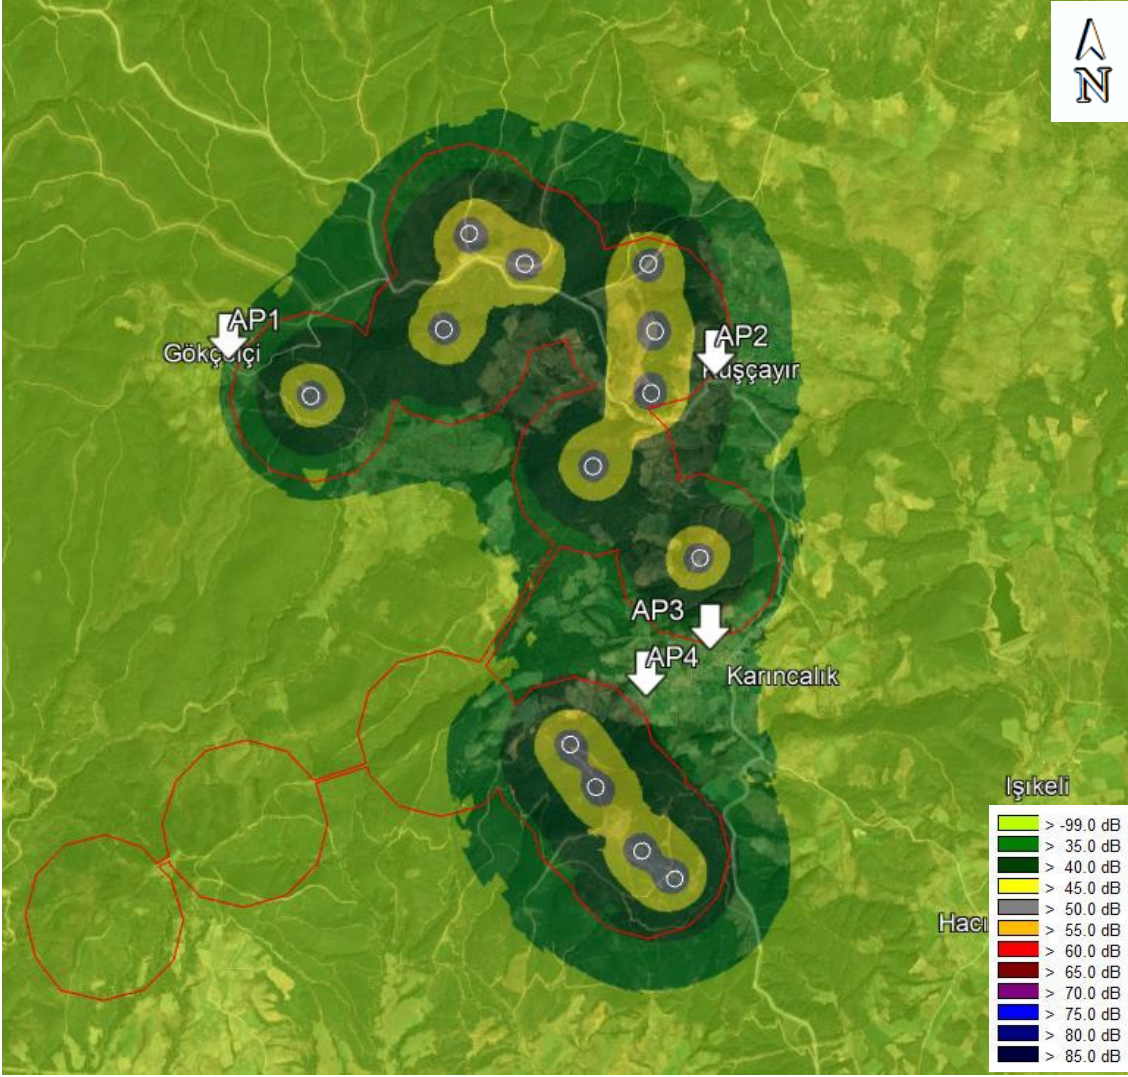 N
AP1
Gökçeiçi
AP2
Kuşçayır
AP3
AP4
Karıncalık
Işıkeli
Hacı
> -99.0 dB
> 35.0 dB
> 40.0 dB
> 45.0 dB
> 50.0 dB
> 55.0 dB
> 60.0 dB
> 65.0 dB
> 70.0 dB
> 75.0 dB
> 80.0 dB
> 85.0 dB